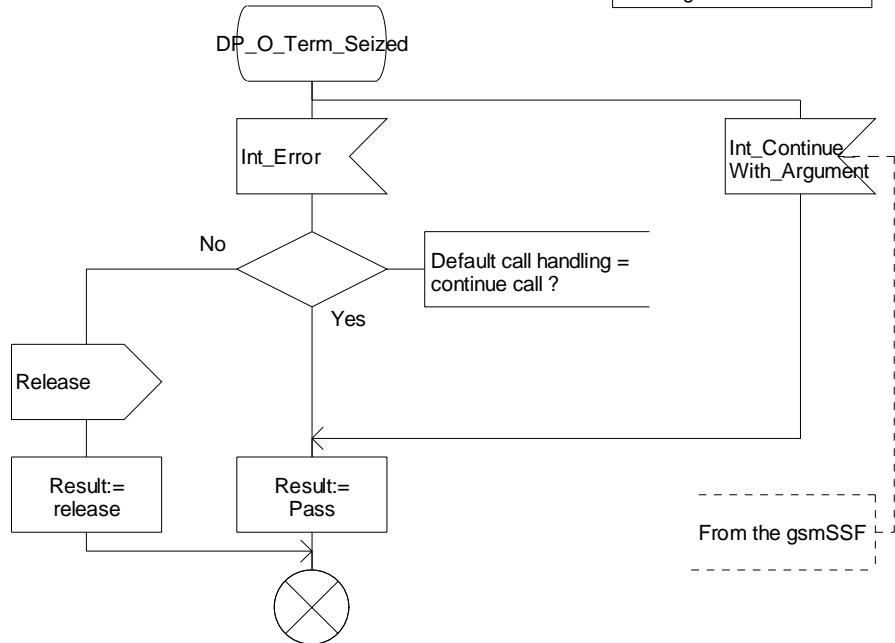 DP_O_Term_Seized
Int_Error
Int_Continue_
With_Argument
No
Default call handling =
continue call ?
Yes
Release
Result:=
release
Result:=
Pass
From the gsmSSF